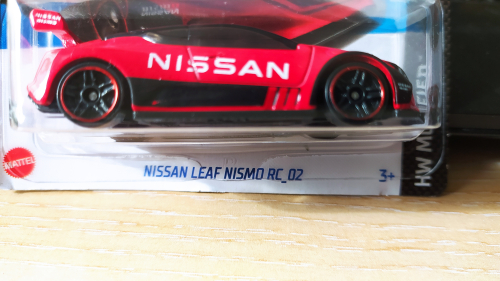 NISSAN
MATTEL
NISSAN LEAF NISMO RC_02
3+